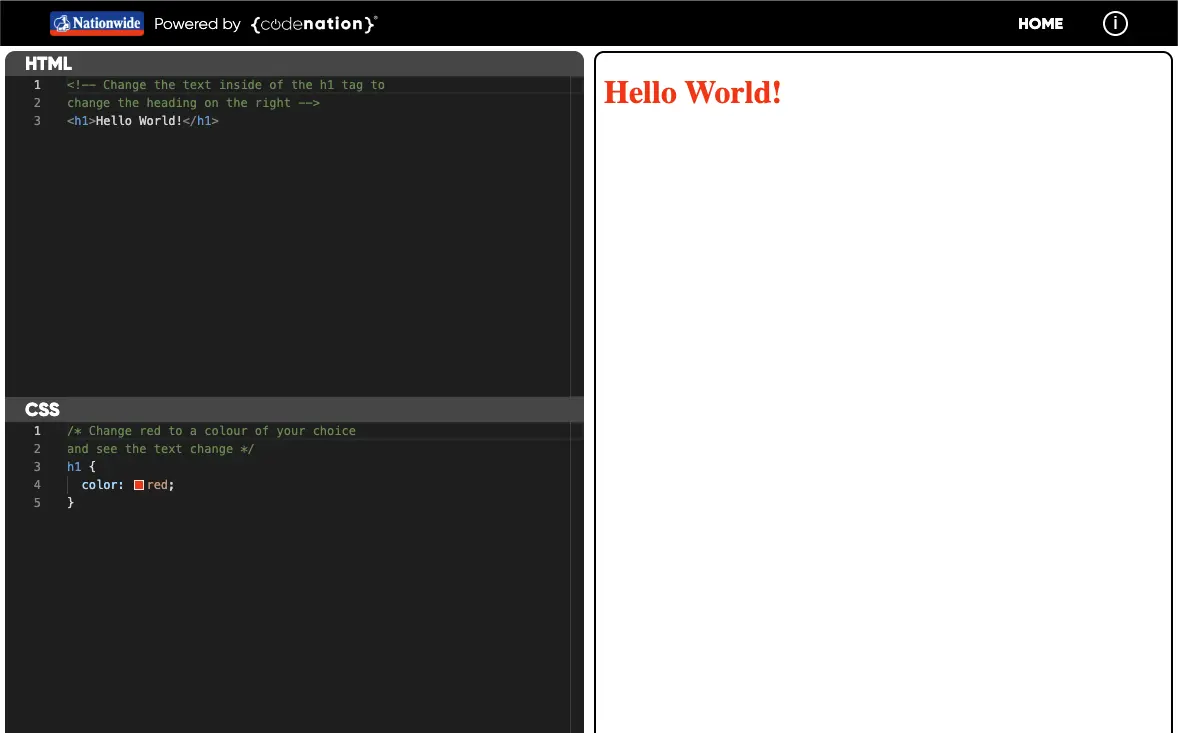 Nationwide Powered by {codenation}® HOME i
HTML
1 <!-- Change the text inside of the h1 tag to
2 change the heading on the right -->
3 <h1>Hello World!</h1>
CSS
1 /* Change red to a colour of your choice
2 and see the text change */
3 h1 {
4 color: red;
5 }
Hello World!